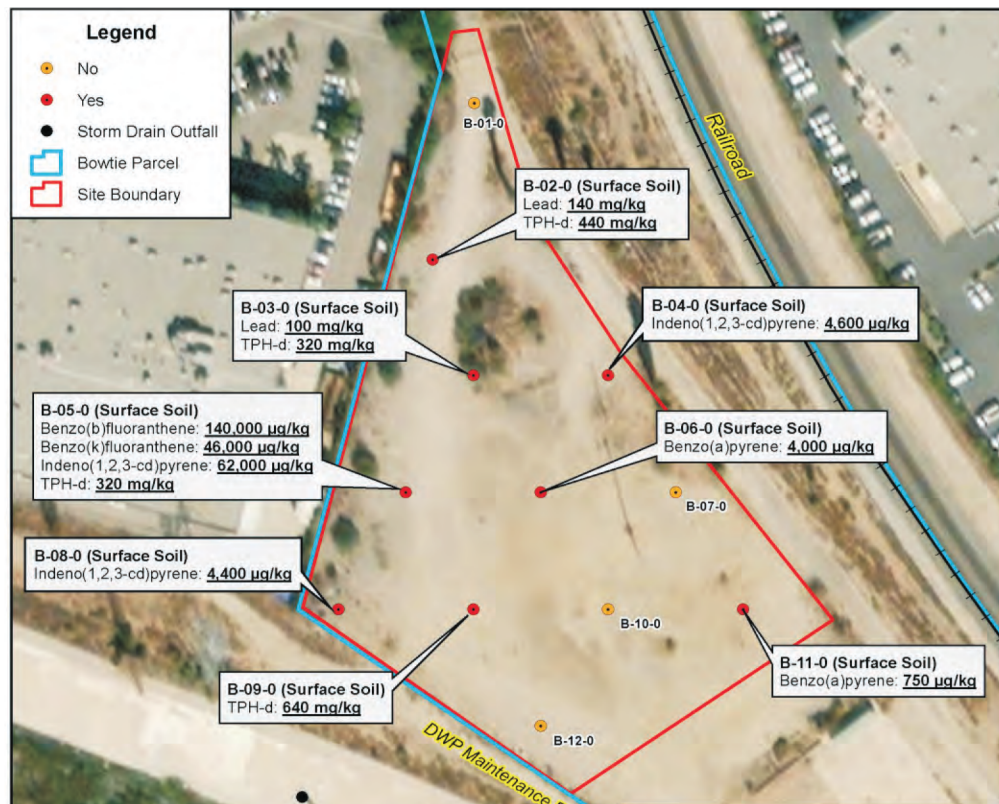 Legend
No
Yes
Storm Drain Outfall
Bowtie Parcel
Site Boundary
B-01-0
Railroad
B-02-0 (Surface Soil)
Lead: 140 mg/kg
TPH-d: 440 mg/kg
B-03-0 (Surface Soil)
Lead: 100 mg/kg
TPH-d: 320 mg/kg
B-04-0 (Surface Soil)
Indeno(1,2,3-cd)pyrene: 4,600 µg/kg
B-05-0 (Surface Soil)
Benzo(b)fluoranthene: 140,000 µg/kg
Benzo(k)fluoranthene: 46,000 µg/kg
Indeno(1,2,3-cd)pyrene: 62,000 µg/kg
TPH-d: 320 mg/kg
B-06-0 (Surface Soil)
Benzo(a)pyrene: 4,000 µg/kg
B-07-0
B-08-0 (Surface Soil)
Indeno(1,2,3-cd)pyrene: 4,400 µg/kg
B-10-0
B-09-0 (Surface Soil)
TPH-d: 640 mg/kg
B-11-0 (Surface Soil)
Benzo(a)pyrene: 750 µg/kg
B-12-0
DWP Maintenance